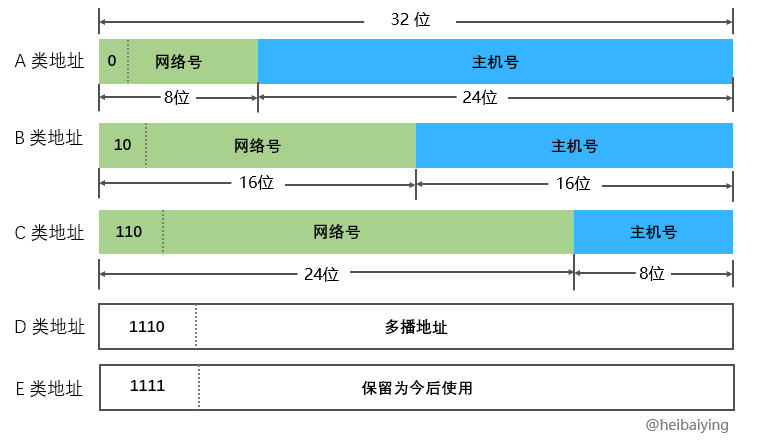 32 位
A 类地址
0
网络号
主机号
8位
24位
B 类地址
10
网络号
主机号
16位
16位
C 类地址
110
网络号
主机号
24位
8位
D 类地址
1110
多播地址
E 类地址
1111
保留为今后使用
@heibaiying